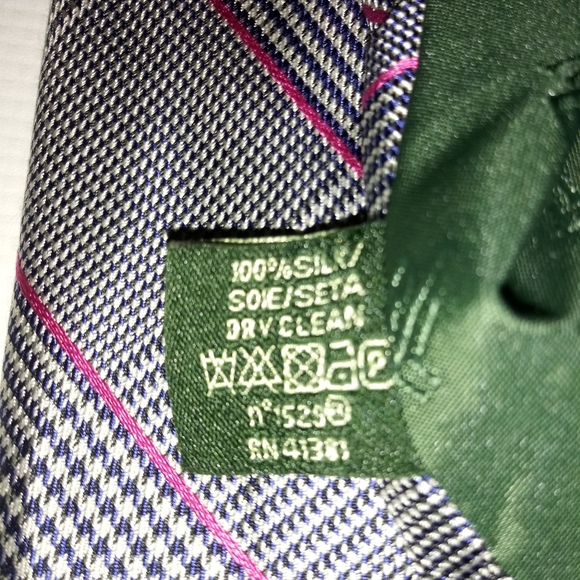 100% SILK/
SOIE/SETA
DRY CLEAN
P
n° 1529
RN 41381